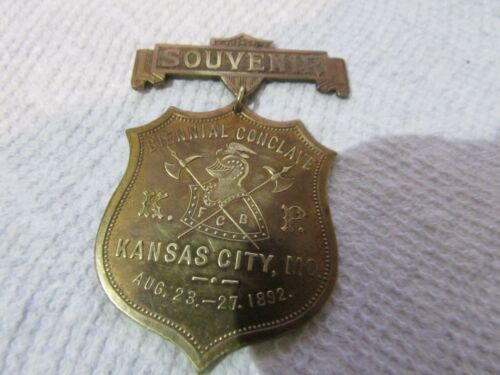 SOUVENIR
BIENNIAL CONCLAVE
K. P.
F C B
KANSAS CITY, MO.
AUG. 23.-27. 1892.